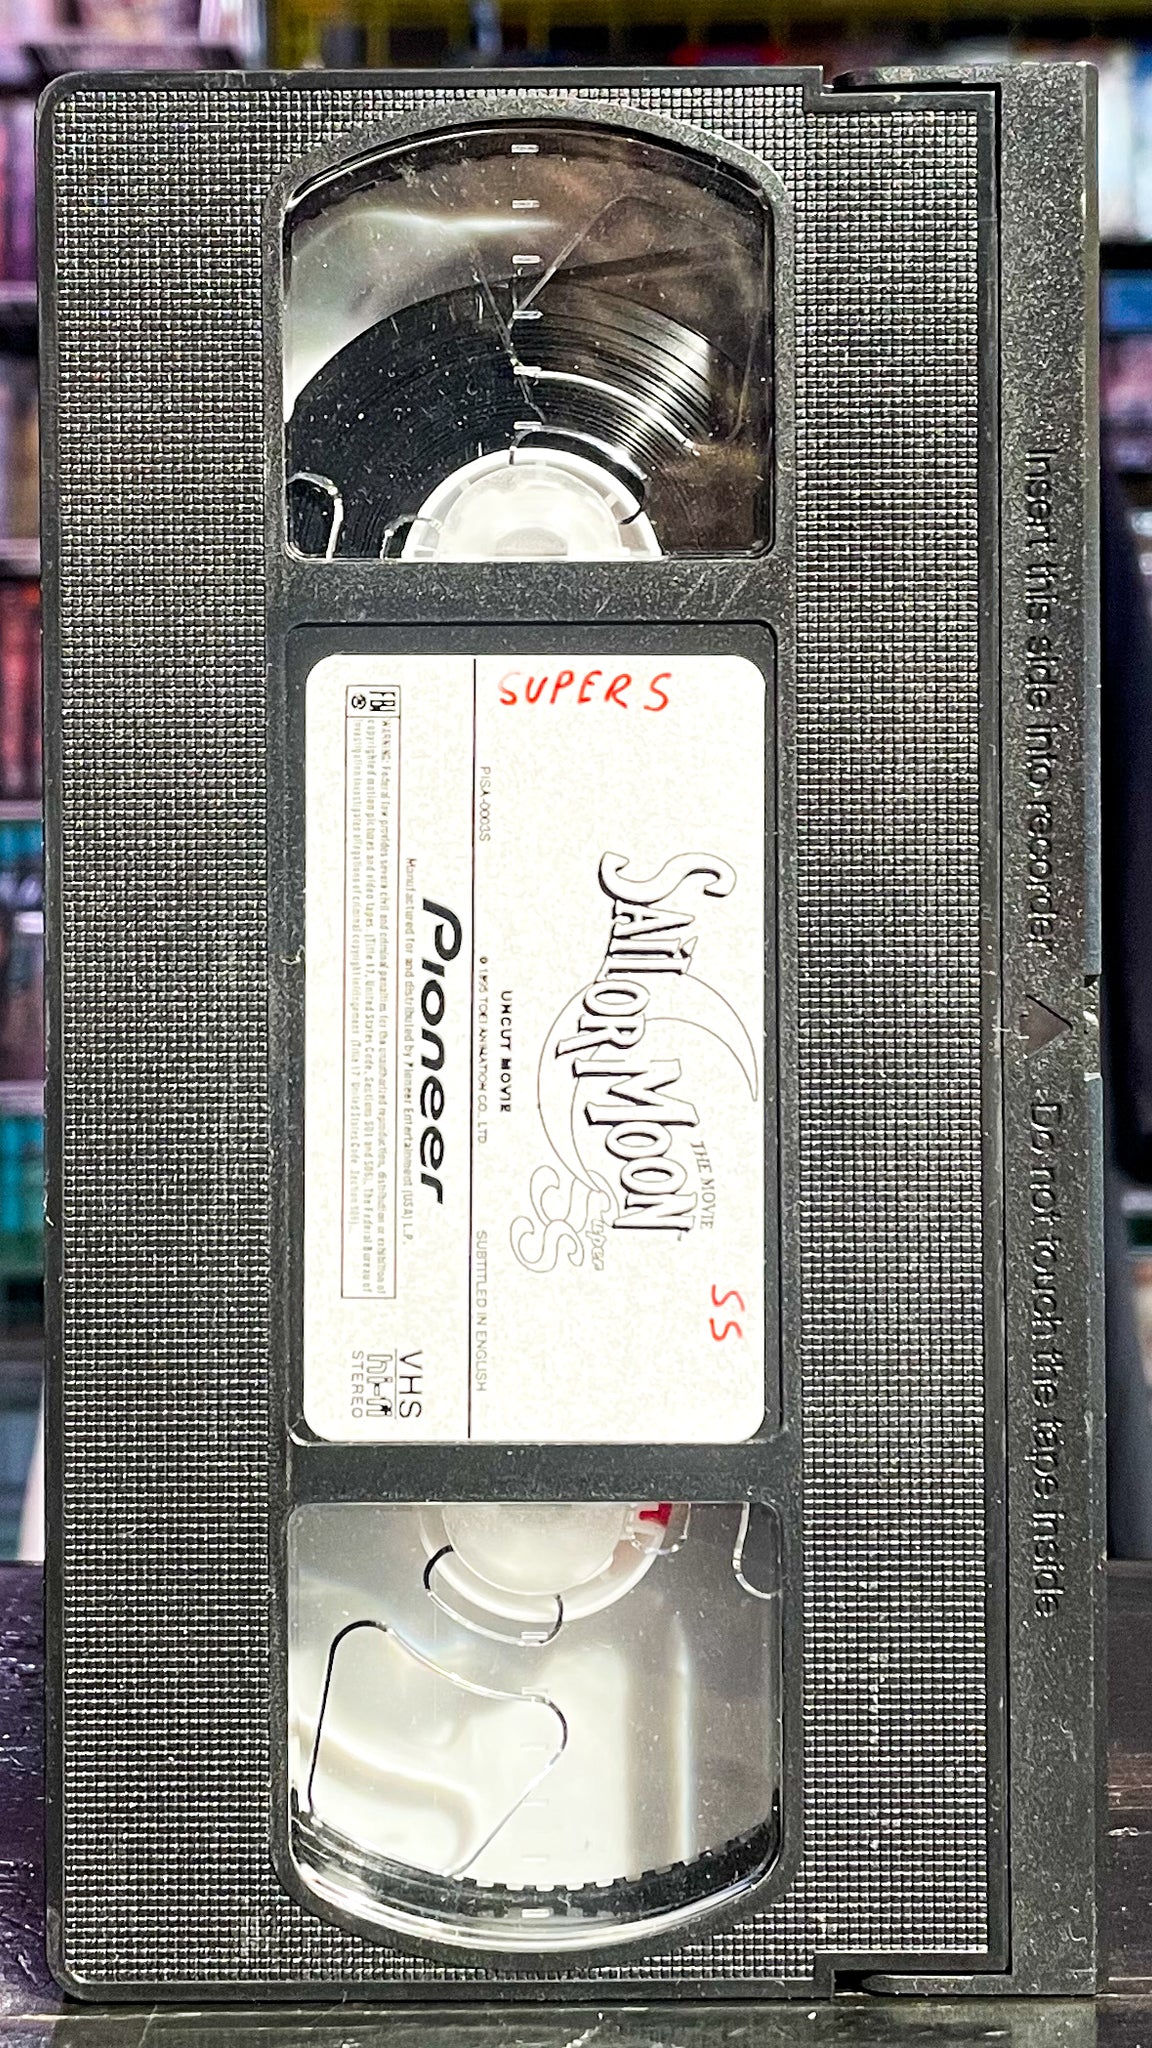 SUPER S
SS
SAILOR MOON
THE MOVIE
Super
SS
UNCUT MOVIE
PISA-0003S
© 1995 TOEI ANIMATION CO., LTD.
SUBTITLED IN ENGLISH
Pioneer
Manufactured for and distributed by Pioneer Entertainment (USA) L.P.
FBI
WARNING: Federal law provides severe civil and criminal penalties for the unauthorized reproduction, distribution or exhibition of
copyrighted motion pictures and video tapes. (Title 17, United States Code, Sections 501 and 506). The Federal Bureau of
Investigation investigates allegations of criminal copyright infringement (Title 17, United States Code, Section 506).
VHS
hi-fi
STEREO
Insert this side into recorder
Do not touch the tape inside